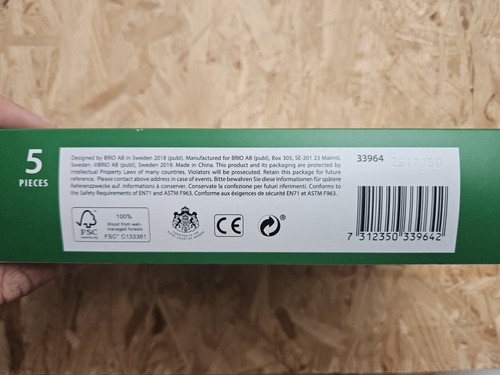 5
PIECES
Designed by BRIO AB in Sweden 2018 (publ). Manufactured for BRIO AB (publ), Box 305, SE-201 23 Malmö,
Sweden. ©BRIO AB (publ), Sweden 2019. Made in China. This product and its packaging are protected by
Intellectual Property Laws of many countries. Violators will be prosecuted. Retain this package for future
reference. Please contact above address in case of events. Bitte bewahren Sie diese Informationen für spätere
Referenzzwecke auf. Informations à conserver. Conservate la confezione per futuri riferimenti. Conforms to
the Safety Requirements of EN71 and ASTM F963. Conforme aux éxigences de sécurité EN71 et ASTM F963.
FSC
100%
Wood from well-
managed forests
FSC® C133361
CE
33964
7 312350 339642